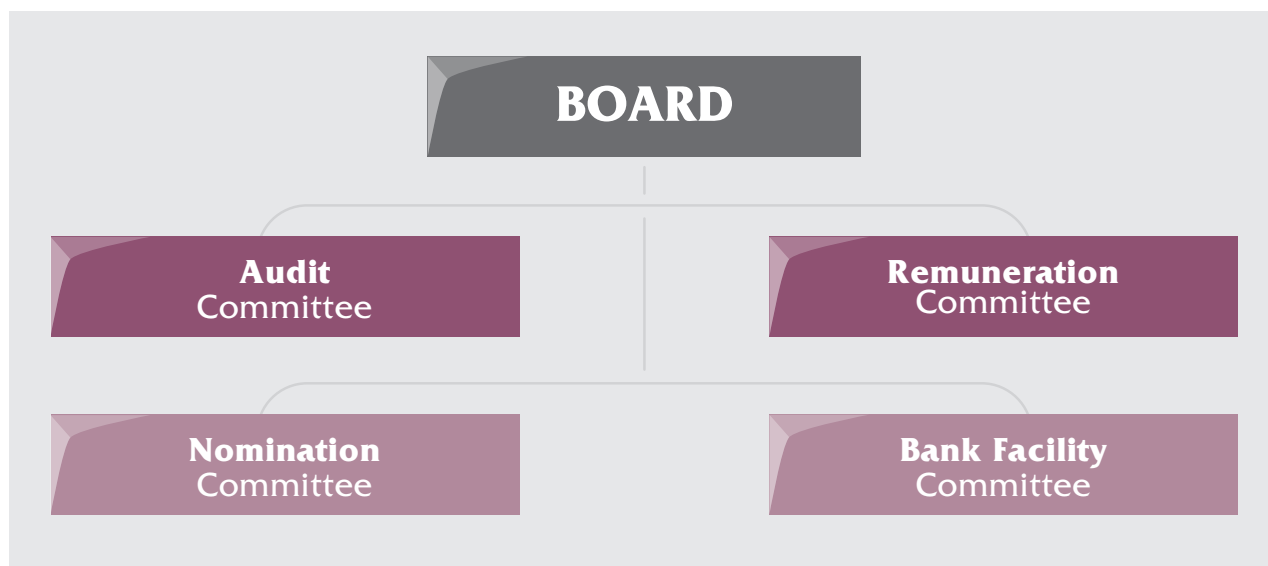 BOARD
Audit
Committee
Remuneration
Committee
Nomination
Committee
Bank Facility
Committee